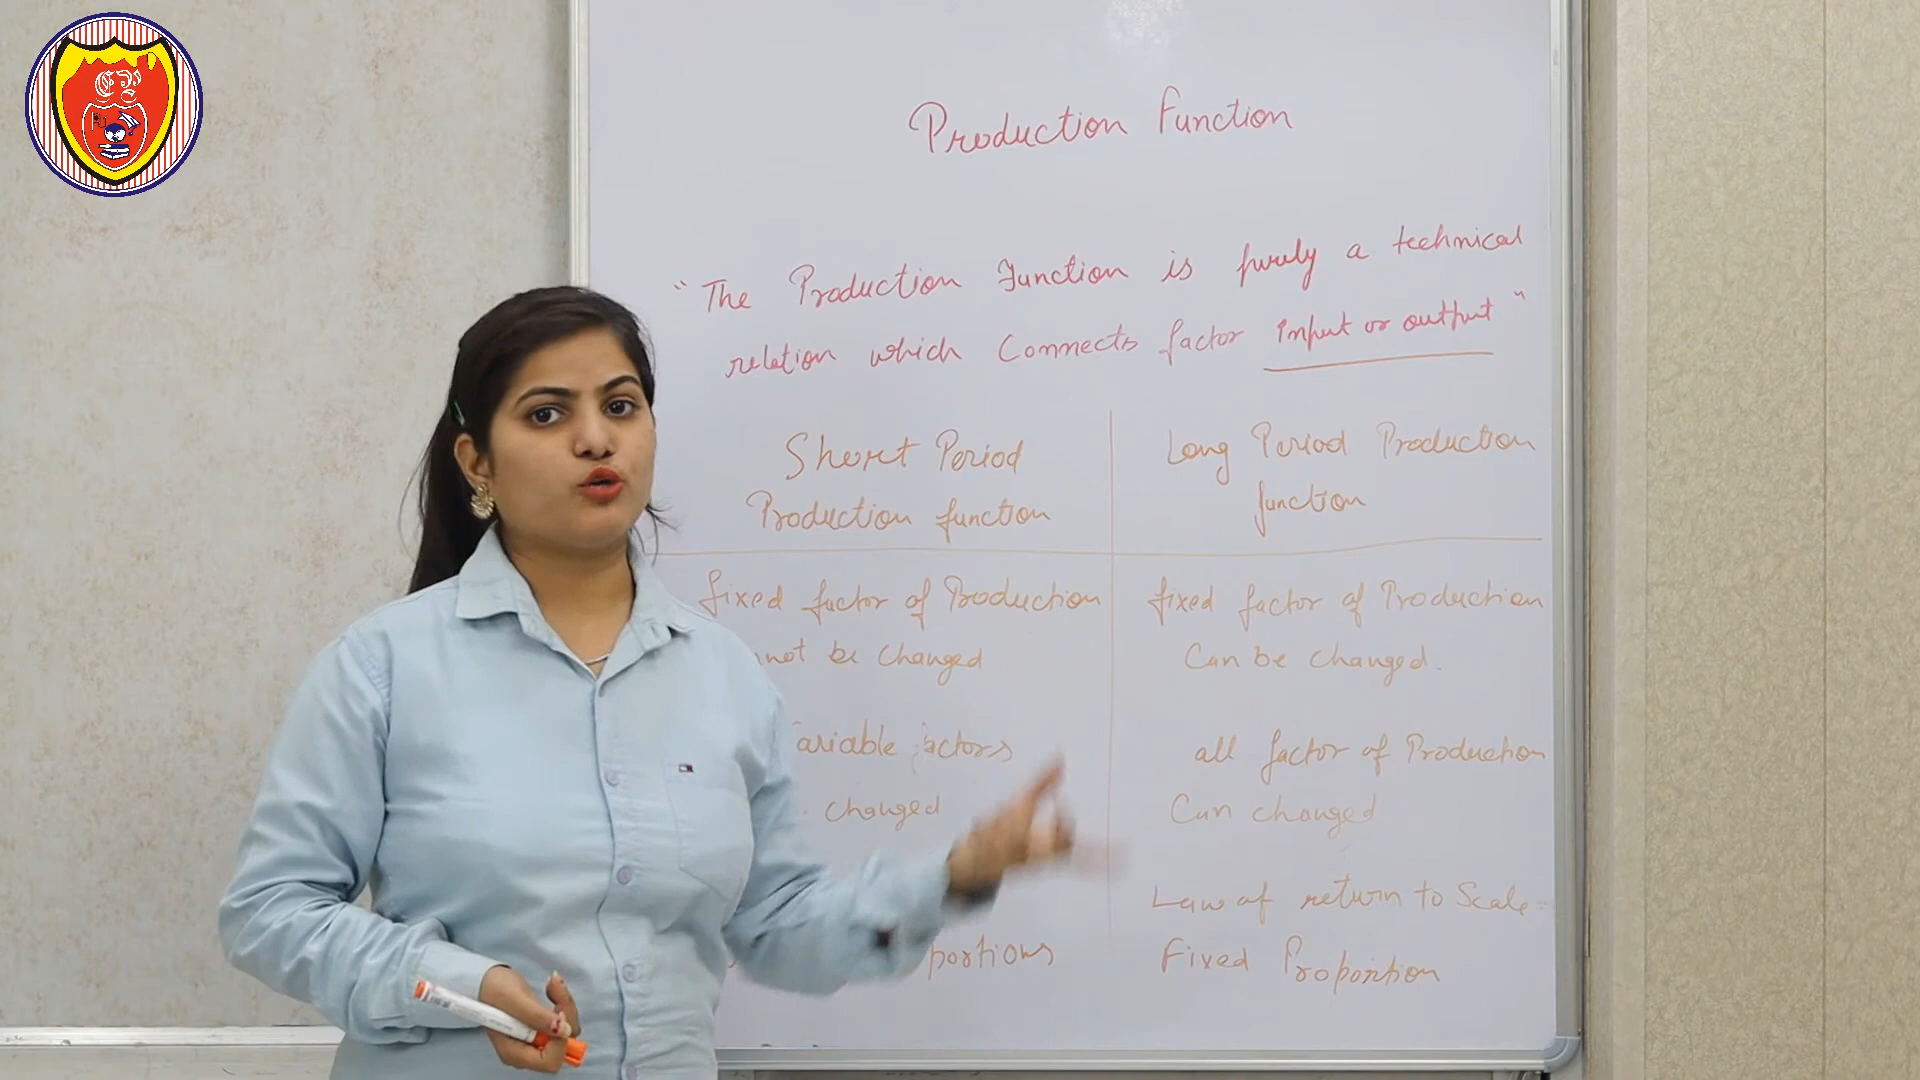 Production Function
"The Production Function is purely a technical
relation which Connects factor input or output"
Short Period
Production function
Long Period Production
function
fixed factor of Production
not be changed
fixed factor of Production
Can be changed.
factors
changed
all factor of Production
Can changed
Law of return to Scale
Fixed Proportion